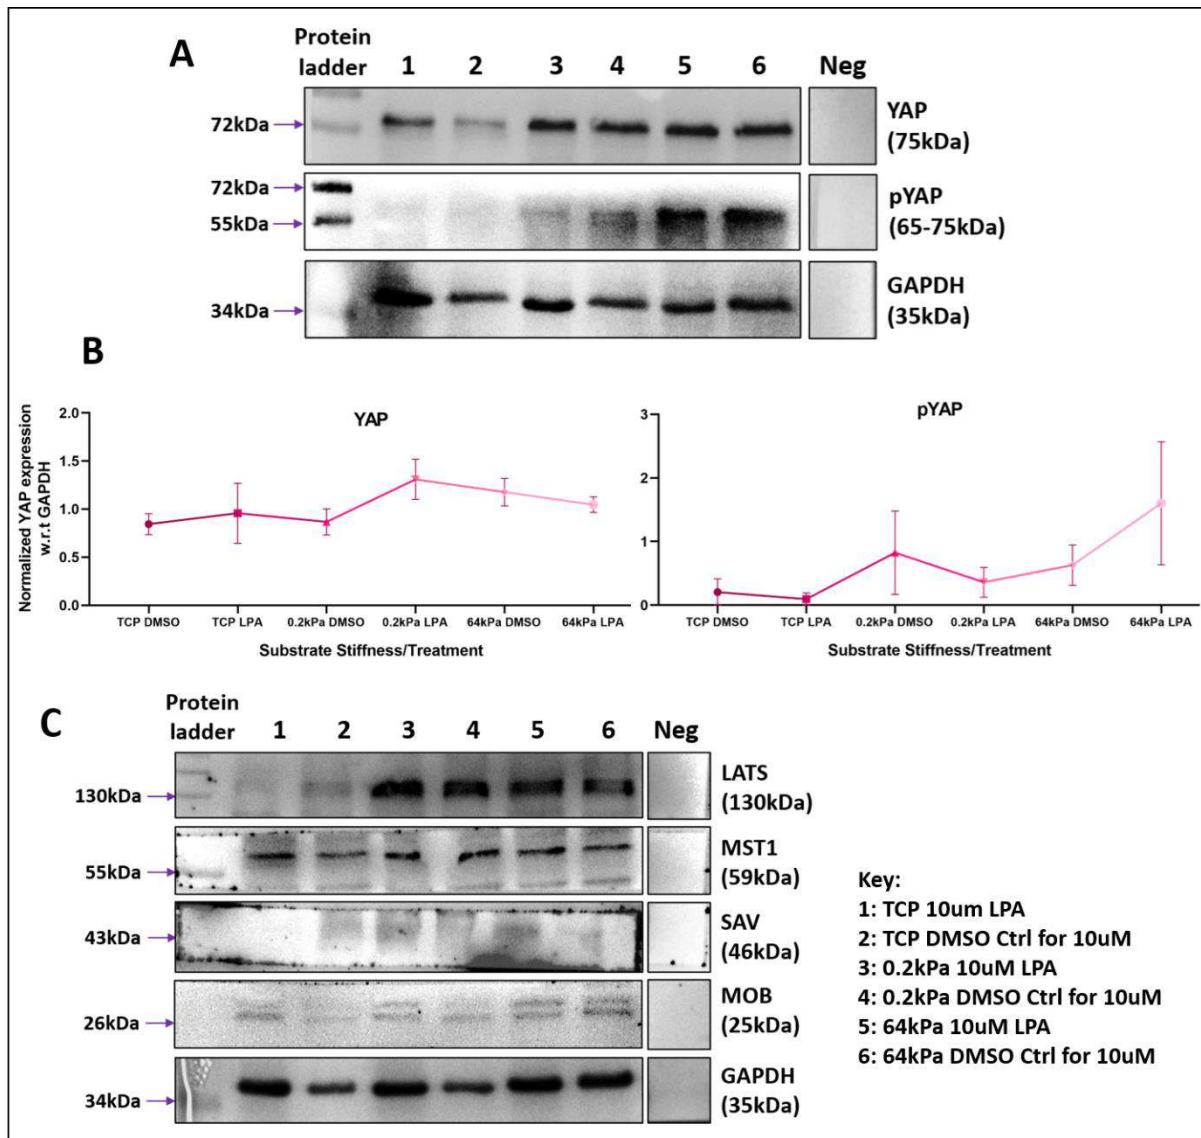 A
Protein
ladder
1 2 3 4 5 6 Neg
72kDa
YAP
(75kDa)
72kDa
55kDa
pYAP
(65-75kDa)
34kDa
GAPDH
(35kDa)
B
YAP
Normalized YAP expression
w.r.t GAPDH
2.0
1.5
1.0
0.5
0.0
TCP DMSO TCP LPA 0.2kPa DMSO 0.2kPa LPA 64kPa DMSO 64kPa LPA
Substrate Stiffness/Treatment
pYAP
3
2
1
0
TCP DMSO TCP LPA 0.2kPa DMSO 0.2kPa LPA 64kPa DMSO 64kPa LPA
Substrate Stiffness/Treatment
C
Protein
ladder
1 2 3 4 5 6 Neg
130kDa
LATS
(130kDa)
55kDa
MST1
(59kDa)
43kDa
SAV
(46kDa)
26kDa
MOB
(25kDa)
34kDa
GAPDH
(35kDa)
Key:
1: TCP 10um LPA
2: TCP DMSO Ctrl for 10uM
3: 0.2kPa 10uM LPA
4: 0.2kPa DMSO Ctrl for 10uM
5: 64kPa 10uM LPA
6: 64kPa DMSO Ctrl for 10uM